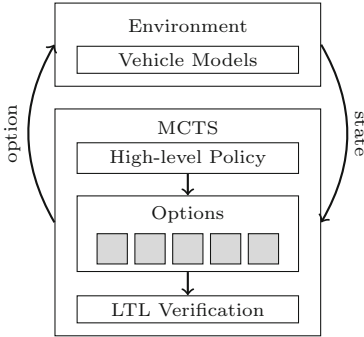 Environment
Vehicle Models
option
state
MCTS
High-level Policy
Options
LTL Verification